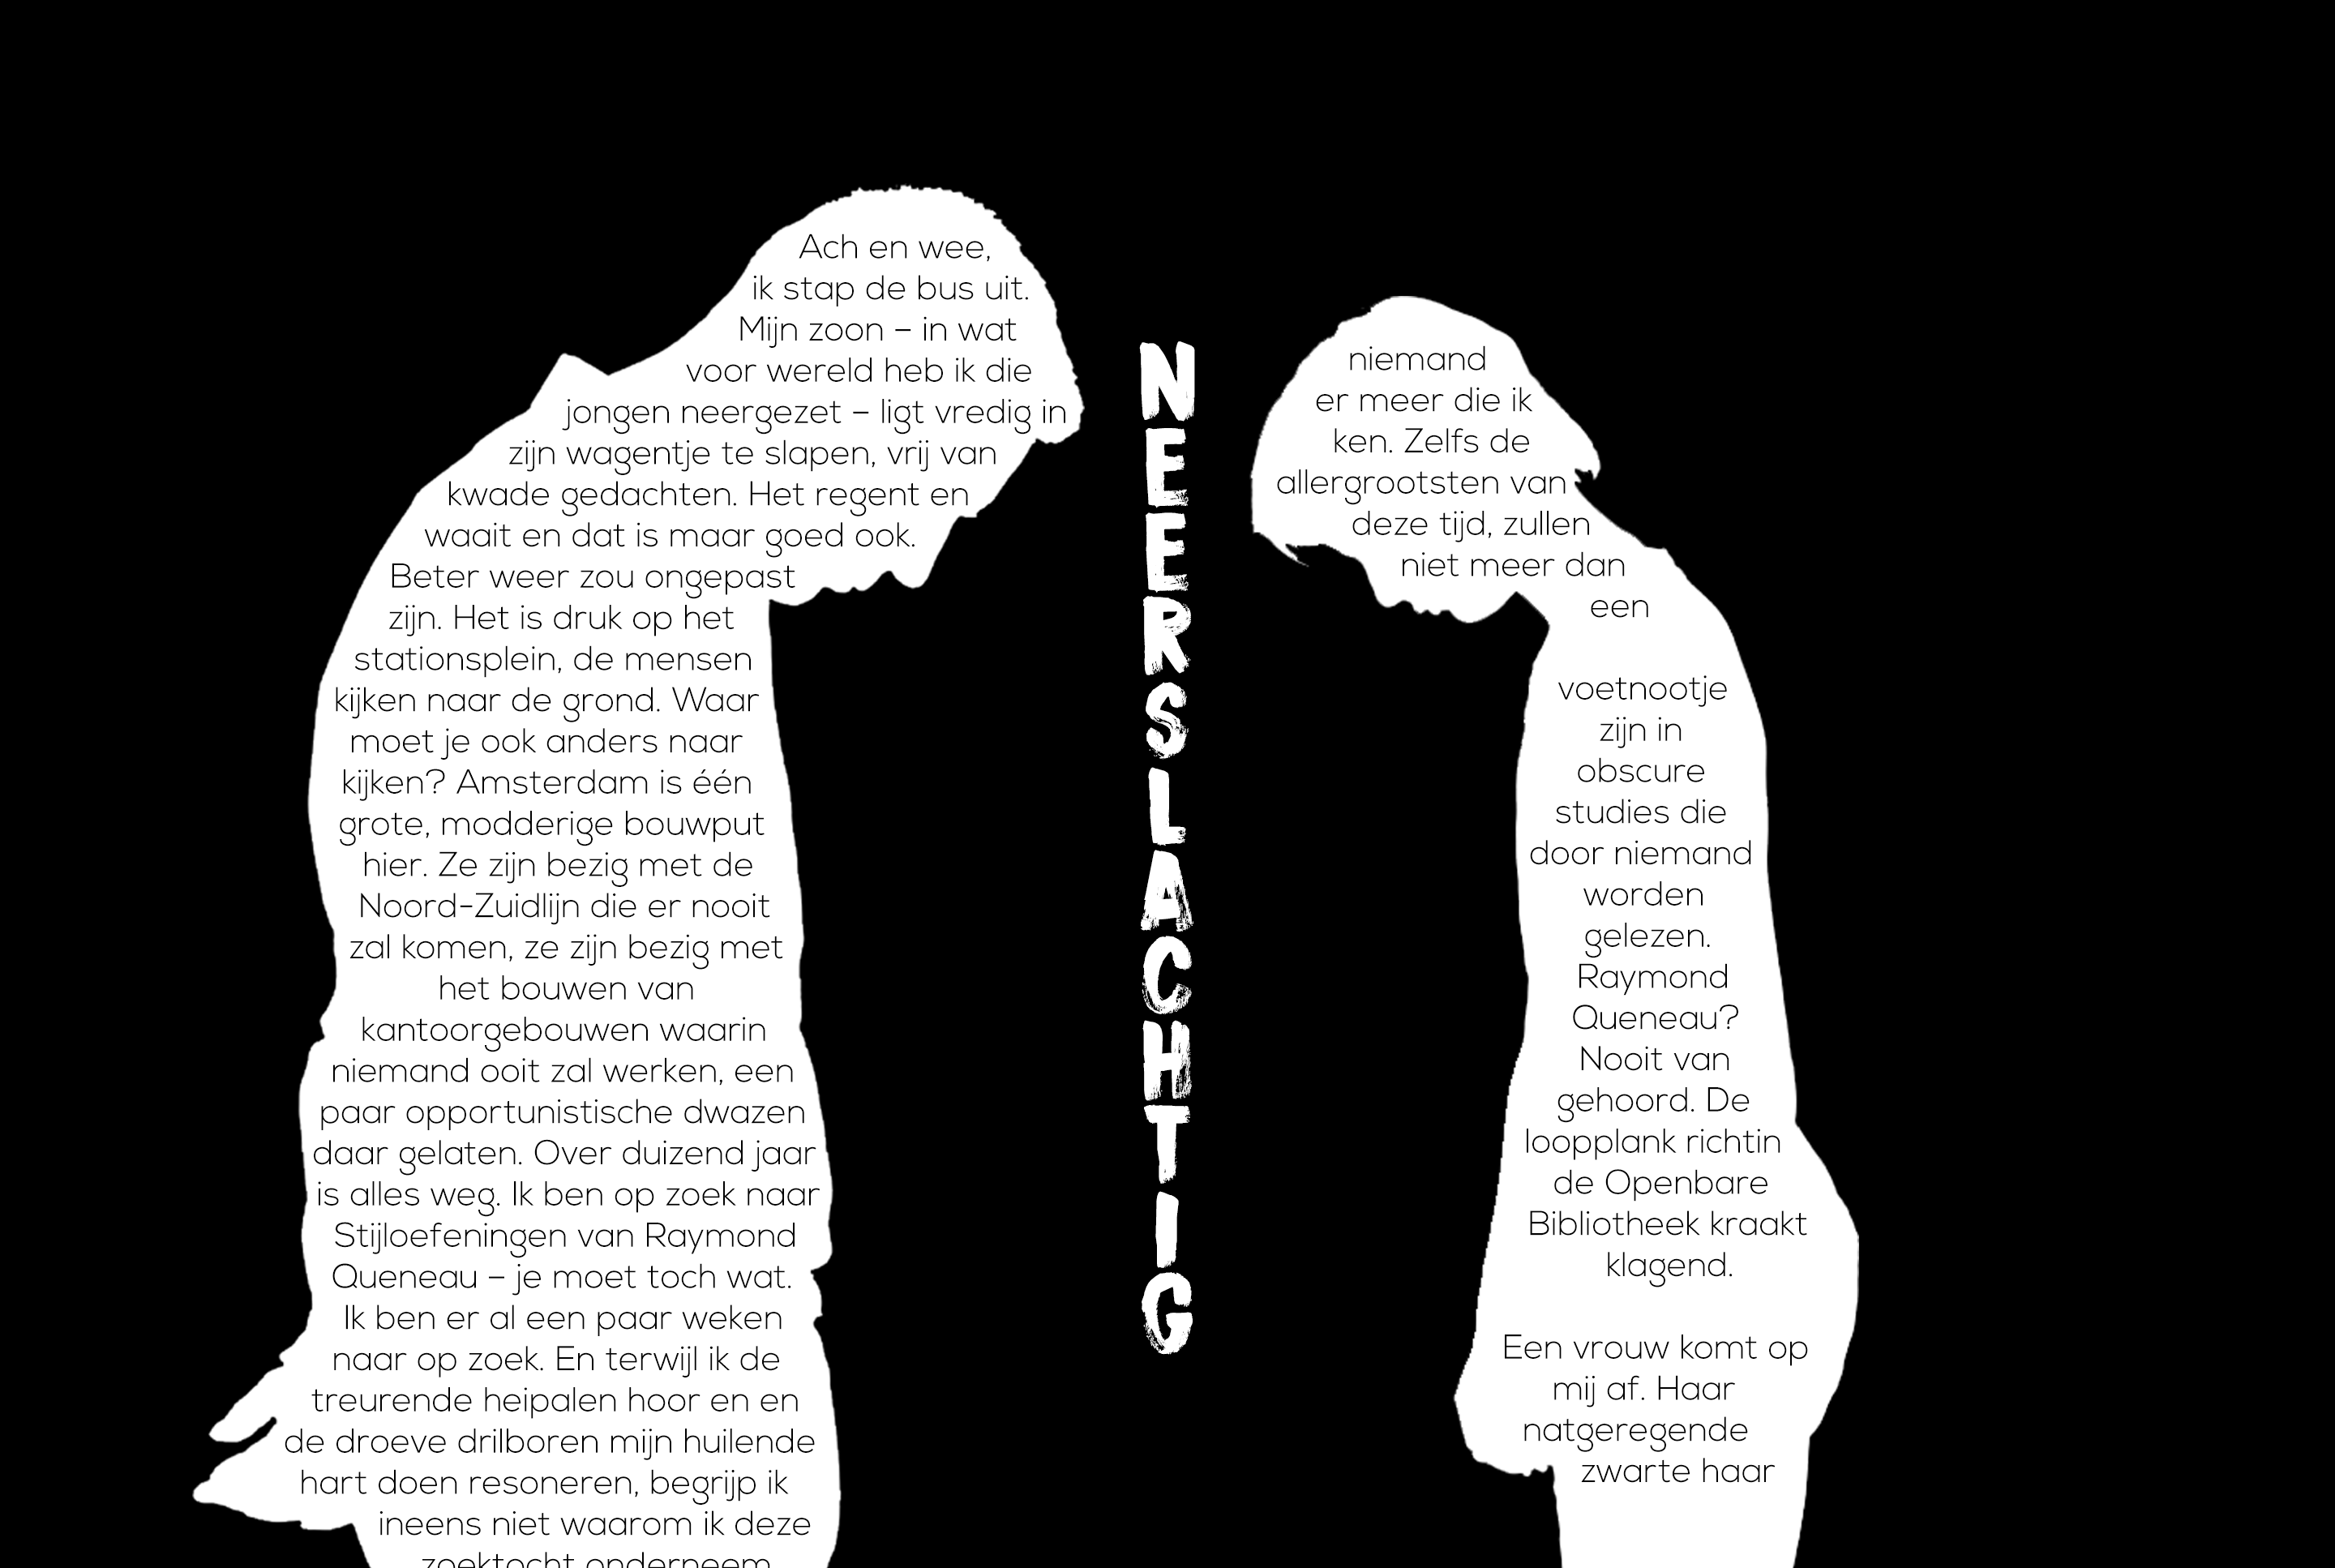 Ach en wee,
ik stap de bus uit.
Mijn zoon – in wat
voor wereld heb ik die
jongen neergezet – ligt vredig in
zijn wagentje te slapen, vrij van
kwade gedachten. Het regent en
waait en dat is maar goed ook.
Beter weer zou ongepast
zijn. Het is druk op het
stationsplein, de mensen
kijken naar de grond. Waar
moet je ook anders naar
kijken? Amsterdam is één
grote, modderige bouwput
hier. Ze zijn bezig met de
Noord-Zuidlijn die er nooit
zal komen, ze zijn bezig met
het bouwen van
kantoorgebouwen waarin
niemand ooit zal werken, een
paar opportunistische dwazen
daar gelaten. Over duizend jaar
is alles weg. Ik ben op zoek naar
Stijloefeningen van Raymond
Queneau – je moet toch wat.
Ik ben er al een paar weken
naar op zoek. En terwijl ik de
treurende heipalen hoor en en
de droeve drilboren mijn huilende
hart doen resoneren, begrijp ik
ineens niet waarom ik deze
zoektocht onderneem
NEERSLACHTIG
niemand
er meer die ik
ken. Zelfs de
allergrootsten van
deze tijd, zullen
niet meer dan
een
voetnootje
zijn in
obscure
studies die
door niemand
worden
gelezen.
Raymond
Queneau?
Nooit van
gehoord. De
loopplank richtin
de Openbare
Bibliotheek kraakt
klagend.
Een vrouw komt op
mij af. Haar
natgeregende
zwarte haar